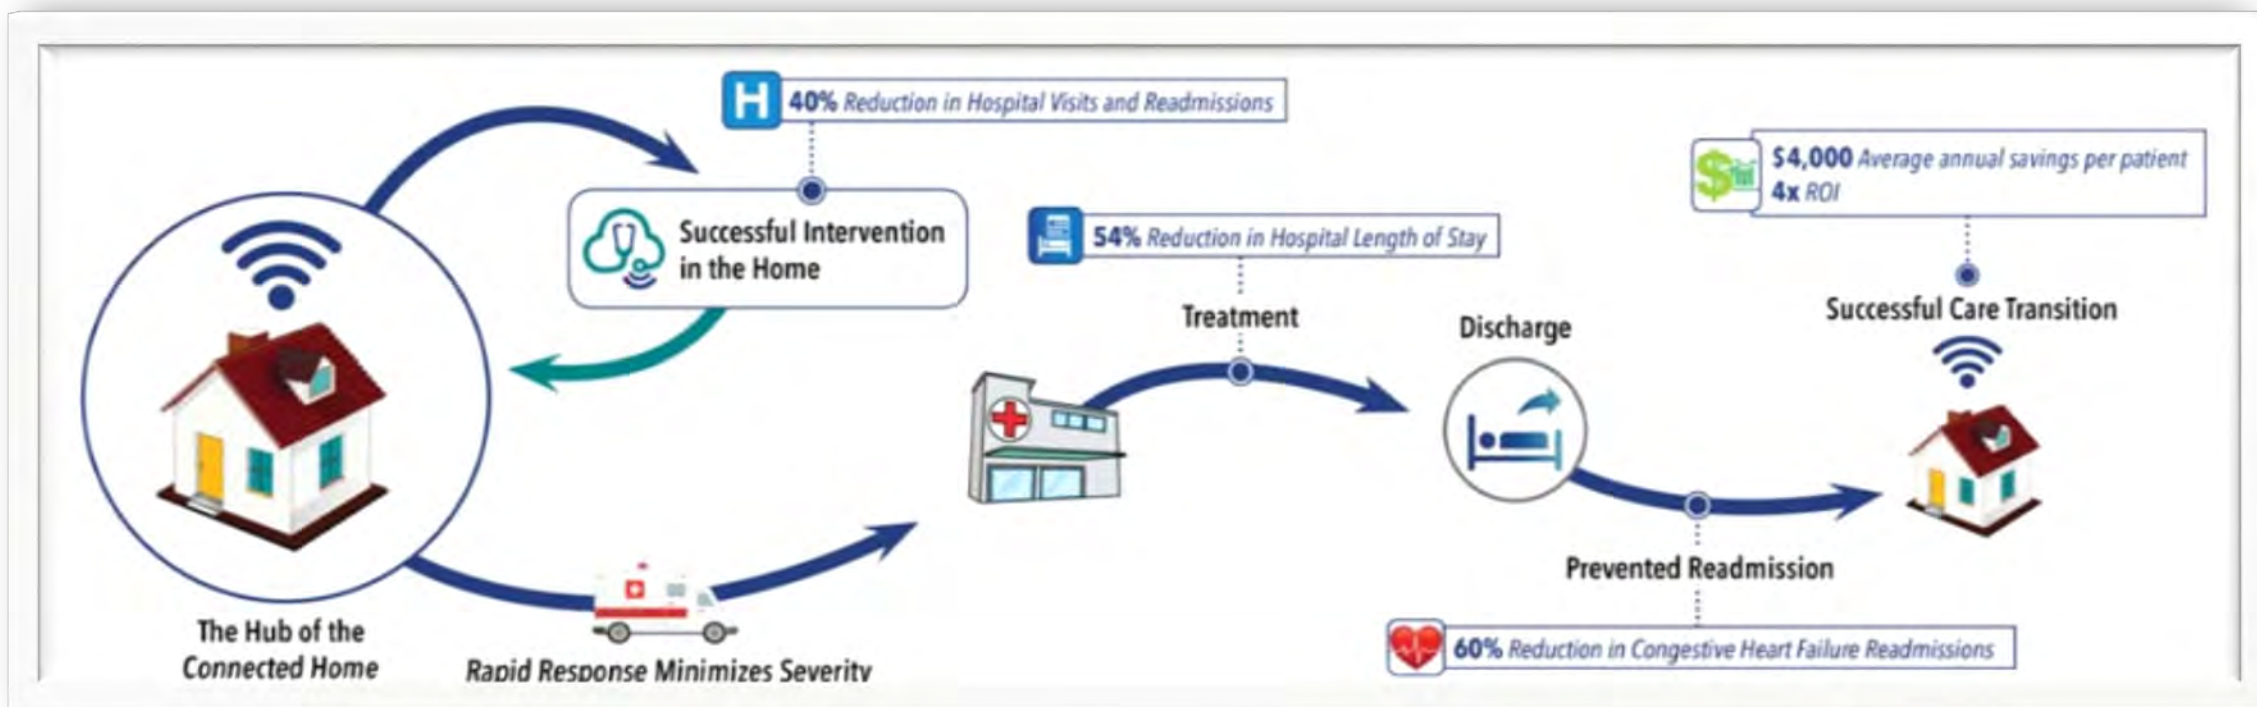 H
40% Reduction in Hospital Visits and Readmissions
Successful Intervention
in the Home
The Hub of the
Connected Home
Rapid Response Minimizes Severity
54% Reduction in Hospital Length of Stay
Treatment
Discharge
Prevented Readmission
60% Reduction in Congestive Heart Failure Readmissions
$4,000 Average annual savings per patient
4x ROI
Successful Care Transition